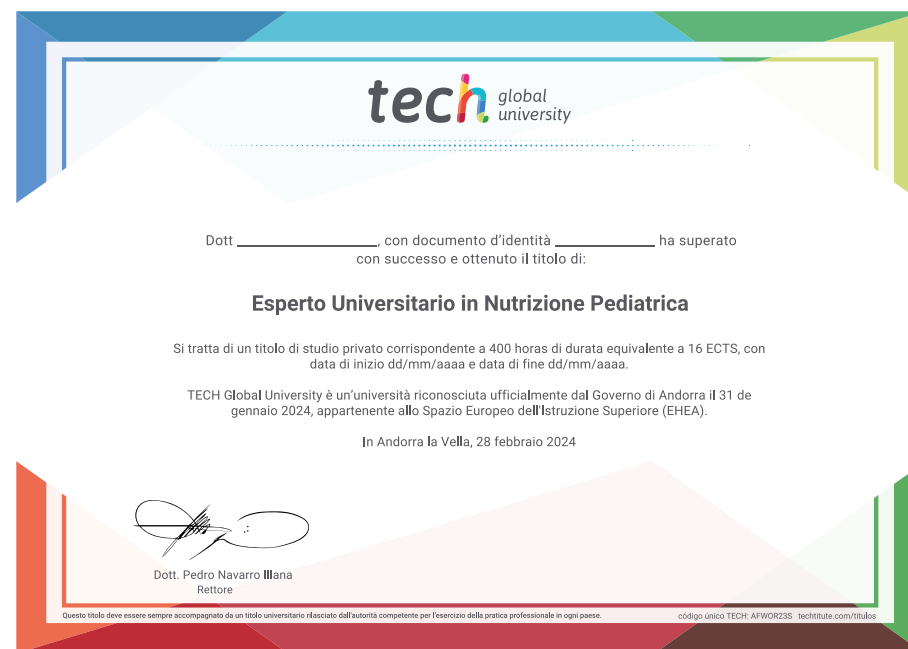 tech global
university
Dott ____________, con documento d'identità ____________ ha superato
con successo e ottenuto il titolo di:
Esperto Universitario in Nutrizione Pediatrica
Si tratta di un titolo di studio privato corrispondente a 400 horas di durata equivalente a 16 ECTS, con
data di inizio dd/mm/aaaa e data di fine dd/mm/aaaa.
TECH Global University è un'università riconosciuta ufficialmente dal Governo di Andorra il 31 de
gennaio 2024, appartenente allo Spazio Europeo dell'Istruzione Superiore (EHEA).
In Andorra la Vella, 28 febbraio 2024
Dott. Pedro Navarro Illana
Rettore
Questo titolo deve essere sempre accompagnato da un titolo universitario rilasciato dall'autorità competente per l'esercizio della pratica professionale in ogni paese.
código único TECH: AFWOR23S techtitute.com/titulos